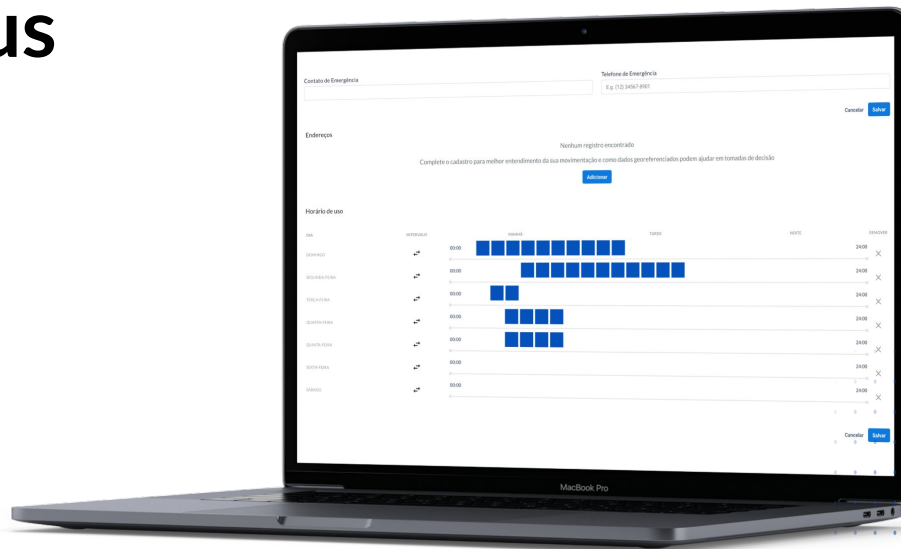 us
Contato de Emergência
Telefone de Emergência
E.g. (12) 34567-8901
Cancelar Salvar
Endereços
Nenhum registro encontrado
Complete o cadastro para melhor entendimento da sua movimentação e como dados georeferenciados podem ajudar em tomadas de decisão
Adicionar
Horário de uso
DIA INTERVALO MANHÃ TARDE NOITE REMOVER
DOMINGO 00:00 24:00
SEGUNDA-FEIRA 00:00 24:00
TERÇA-FEIRA 00:00 24:00
QUARTA-FEIRA 00:00 24:00
QUINTA-FEIRA 00:00 24:00
SEXTA-FEIRA 00:00 24:00
SÁBADO 00:00 24:00
Cancelar Salvar
MacBook Pro